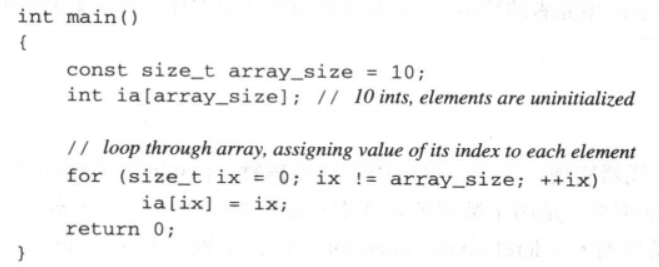 int main()
{
const size_t array_size = 10;
int ia[array_size]; // 10 ints, elements are uninitialized
// loop through array, assigning value of its index to each element
for (size_t ix = 0; ix != array_size; ++ix)
ia[ix] = ix;
return 0;
}